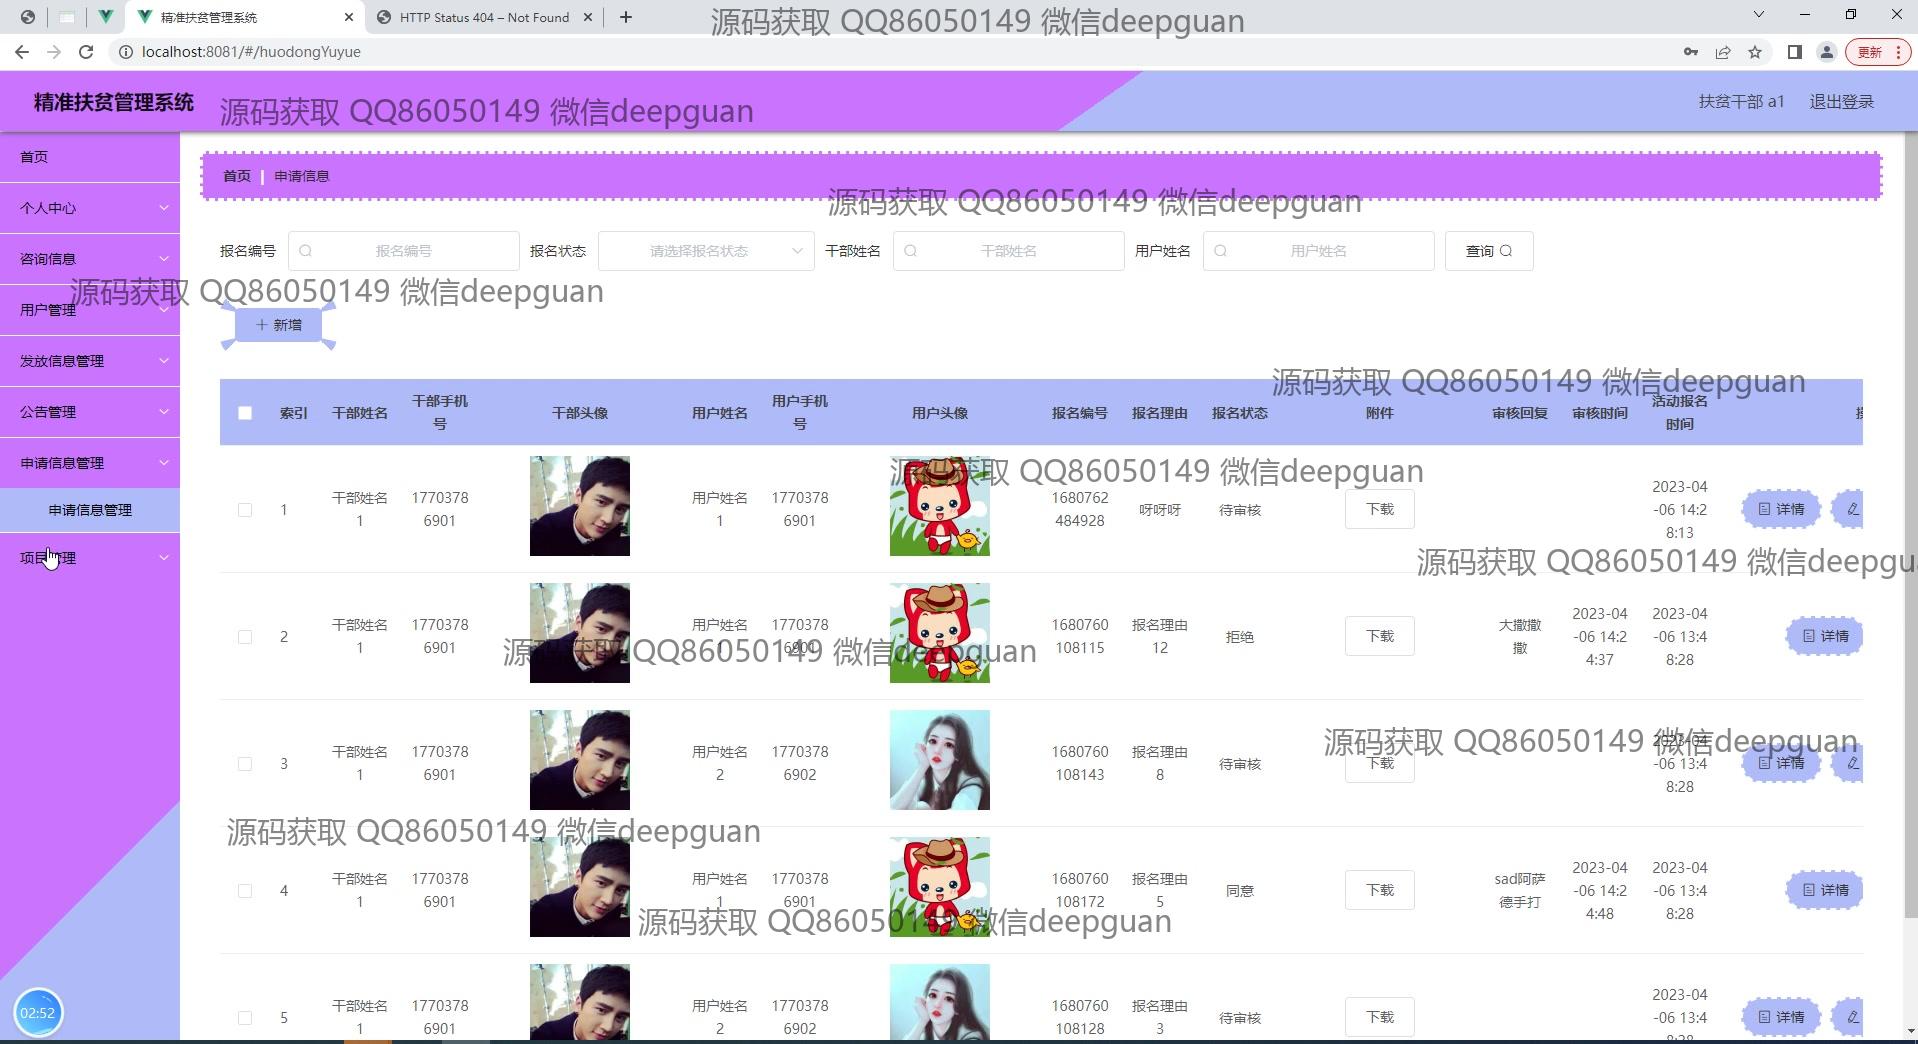 精准扶贫管理系统
HTTP Status 404 – Not Found
源码获取 QQ86050149 微信deepguan
localhost:8081/#/huodongYuyue
更新
精准扶贫管理系统
源码获取 QQ86050149 微信deepguan
扶贫干部 a1
退出登录
首页
个人中心
咨询信息
用户管理
发放信息管理
公告管理
申请信息管理
申请信息管理
项目管理
首页 | 申请信息
源码获取 QQ86050149 微信deepguan
报名编号 报名编号 报名状态 请选择报名状态 干部姓名 干部姓名 用户姓名 用户姓名 查询
源码获取 QQ86050149 微信deepguan
新增
源码获取 QQ86050149 微信deepguan
索引 干部姓名 干部手机号 干部头像 用户姓名 用户手机号 用户头像 报名编号 报名理由 报名状态 附件 审核回复 审核时间 活动报名时间
源码获取 QQ86050149 微信deepguan
1 干部姓名1 17703786901 用户姓名1 17703786901 1680762484928 呀呀呀 待审核 下载 2023-04-06 14:28:13 详情
源码获取 QQ86050149 微信deepgu
2 干部姓名1 17703786901 用户姓名1 17703786901 1680760108115 报名理由12 拒绝 下载 大撒撒撒 2023-04-06 14:24:37 2023-04-06 13:48:28 详情
源码获取 QQ86050149 微信deepguan
3 干部姓名1 17703786901 用户姓名2 17703786902 1680760108143 报名理由8 待审核 下载 2023-04-06 13:48:28 详情
源码获取 QQ86050149 微信deepguan
源码获取 QQ86050149 微信deepguan
4 干部姓名1 17703786901 用户姓名1 17703786901 1680760108172 报名理由5 同意 下载 sad阿萨德手打 2023-04-06 14:24:48 2023-04-06 13:48:28 详情
源码获取 QQ86050149 微信deepguan
5 干部姓名1 17703786901 用户姓名2 17703786902 1680760108128 报名理由3 待审核 下载 2023-04-06 13:48:28 详情
02:52